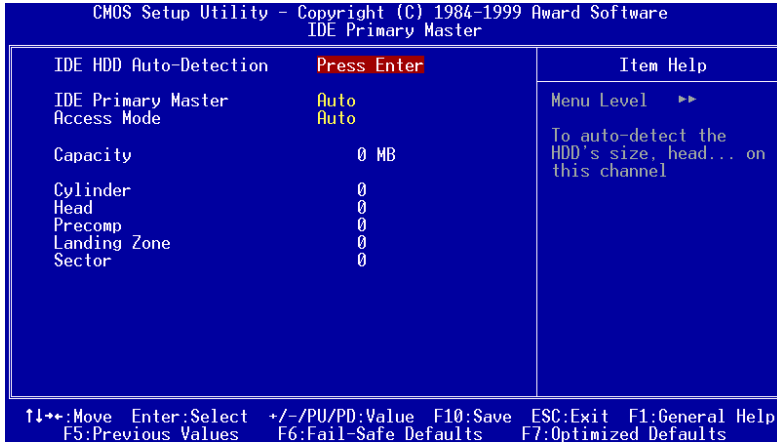 CMOS Setup Utility - Copyright (C) 1984-1999 Award Software
IDE Primary Master
IDE HDD Auto-Detection Press Enter
IDE Primary Master Auto
Access Mode Auto
Capacity 0 MB
Cylinder 0
Head 0
Precomp 0
Landing Zone 0
Sector 0
Item Help
Menu Level ►►
To auto-detect the
HDD's size, head... on
this channel
↑↓→←:Move Enter:Select +/-/PU/PD:Value F10:Save ESC:Exit F1:General Help
F5:Previous Values F6:Fail-Safe Defaults F7:Optimized Defaults